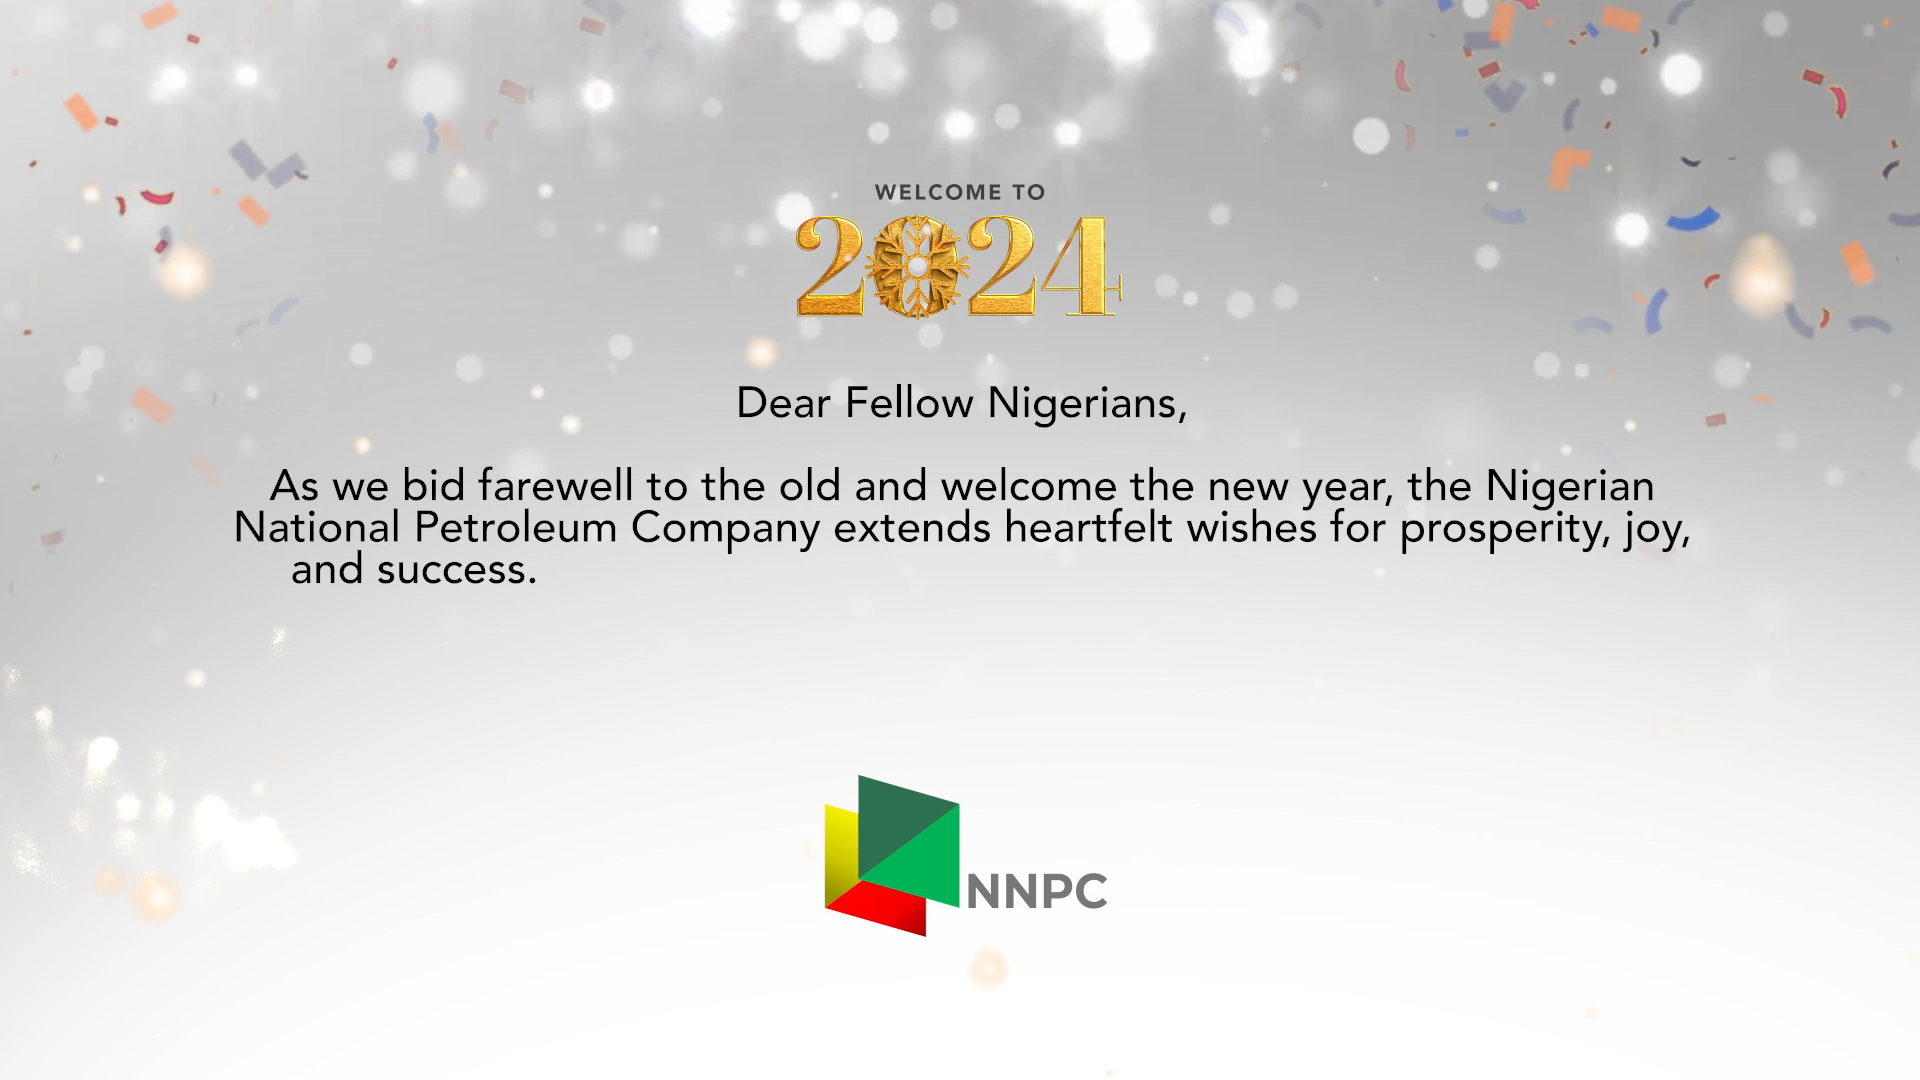 WELCOME TO
2024
Dear Fellow Nigerians,
As we bid farewell to the old and welcome the new year, the Nigerian
National Petroleum Company extends heartfelt wishes for prosperity, joy,
and success.
NNPC